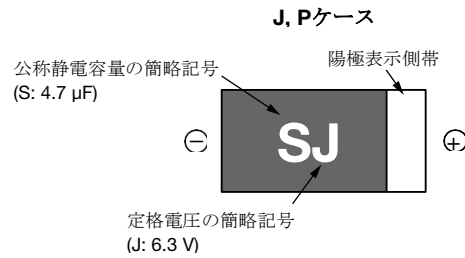 J, Pケース
公称静電容量の簡略記号
(S: 4.7 µF)
陽極表示側帯
⊖
SJ
⊕
定格電圧の簡略記号
(J: 6.3 V)